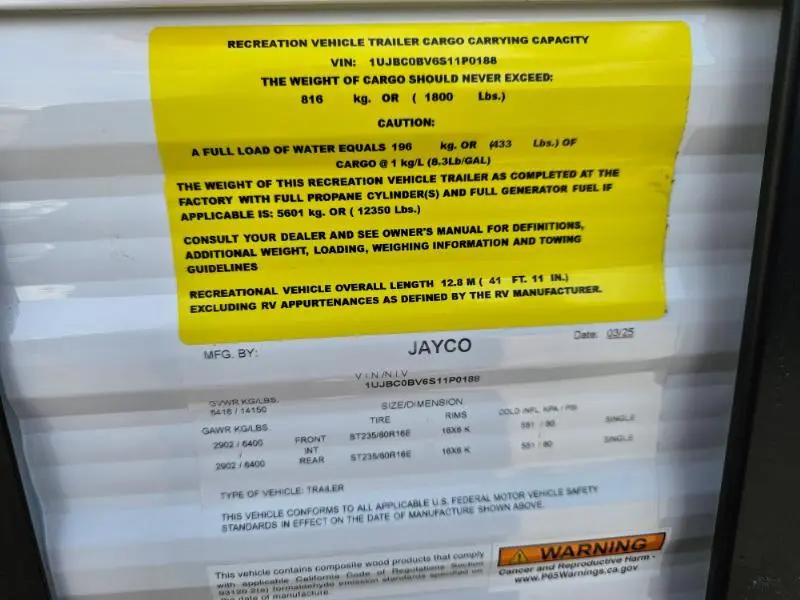 RECREATION VEHICLE TRAILER CARGO CARRYING CAPACITY
VIN: 1UJBC0BV6S11P0188
THE WEIGHT OF CARGO SHOULD NEVER EXCEED:
816 kg. OR ( 1800 Lbs.)
CAUTION:
A FULL LOAD OF WATER EQUALS 196 kg. OR (433 Lbs.) OF
CARGO @ 1 kg/L (8.3Lb/GAL)
THE WEIGHT OF THIS RECREATION VEHICLE TRAILER AS COMPLETED AT THE
FACTORY WITH FULL PROPANE CYLINDER(S) AND FULL GENERATOR FUEL IF
APPLICABLE IS: 5601 kg. OR ( 12350 Lbs.)
CONSULT YOUR DEALER AND SEE OWNER'S MANUAL FOR DEFINITIONS,
ADDITIONAL WEIGHT, LOADING, WEIGHING INFORMATION AND TOWING
GUIDELINES
RECREATIONAL VEHICLE OVERALL LENGTH 12.8 M ( 41 FT. 11 IN.)
EXCLUDING RV APPURTENANCES AS DEFINED BY THE RV MANUFACTURER.
MFG. BY: JAYCO Date: 03/25
V.I.N./N.I.V
1UJBC0BV6S11P0188
GVWR KG/LBS. SIZE/DIMENSION
6418 / 14150 TIRE RIMS COLD INFL. KPA / PSI
GAWR KG/LBS.
2902 / 6400 FRONT ST235/80R16E 16X6 K 551 / 80 SINGLE
/ INT /
2902 / 6400 REAR ST235/80R16E 16X6 K 551 / 80 SINGLE
TYPE OF VEHICLE: TRAILER
THIS VEHICLE CONFORMS TO ALL APPLICABLE U.S. FEDERAL MOTOR VEHICLE SAFETY
STANDARDS IN EFFECT ON THE DATE OF MANUFACTURE SHOWN ABOVE.
This vehicle contains composite wood products that comply
with applicable California Code of Regulations Section
93120.2(a) formaldehyde emission standards specified on
the date of manufacture.
WARNING
Cancer and Reproductive Harm -
www.P65Warnings.ca.gov